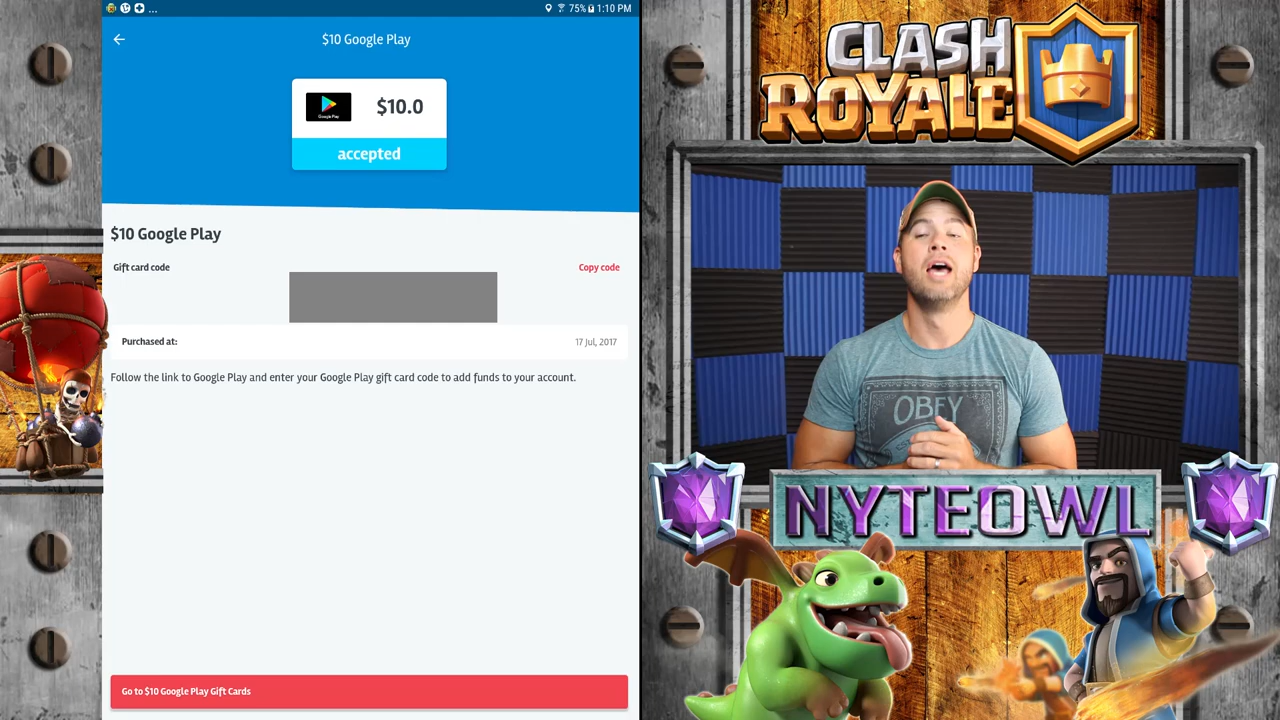 ... 75% 1:10 PM
$10 Google Play
Google Play
$10.0
accepted
$10 Google Play
Gift card code
Copy code
Purchased at:
17 Jul, 2017
Follow the link to Google Play and enter your Google Play gift card code to add funds to your account.
Go to $10 Google Play Gift Cards
CLASH
ROYALE
OBEY
NYTEOWL